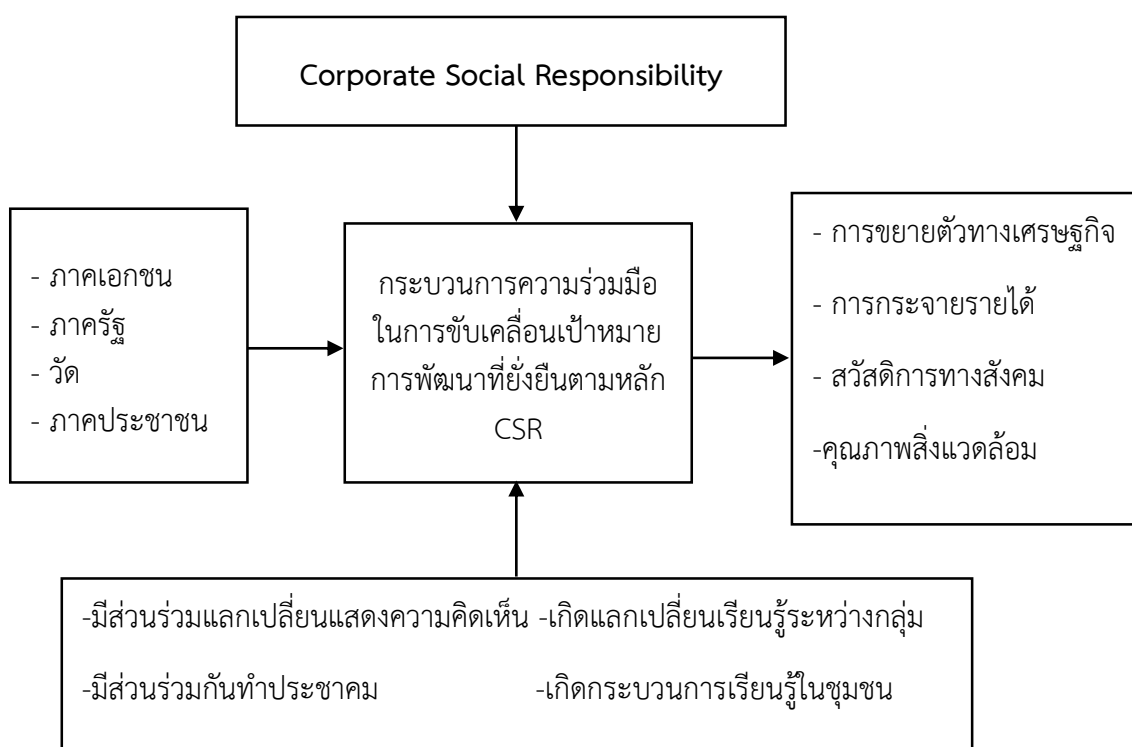 Corporate Social Responsibility
- ภาคเอกชน
- ภาครัฐ
- วัด
- ภาคประชาชน
กระบวนการความร่วมมือ
ในการขับเคลื่อนเป้าหมาย
การพัฒนาที่ยั่งยืนตามหลัก
CSR
- การขยายตัวทางเศรษฐกิจ
- การกระจายรายได้
- สวัสดิการทางสังคม
-คุณภาพสิ่งแวดล้อม
-มีส่วนร่วมแลกเปลี่ยนแสดงความคิดเห็น -เกิดแลกเปลี่ยนเรียนรู้ระหว่างกลุ่ม
-มีส่วนร่วมกันทำประชาคม -เกิดกระบวนการเรียนรู้ในชุมชน